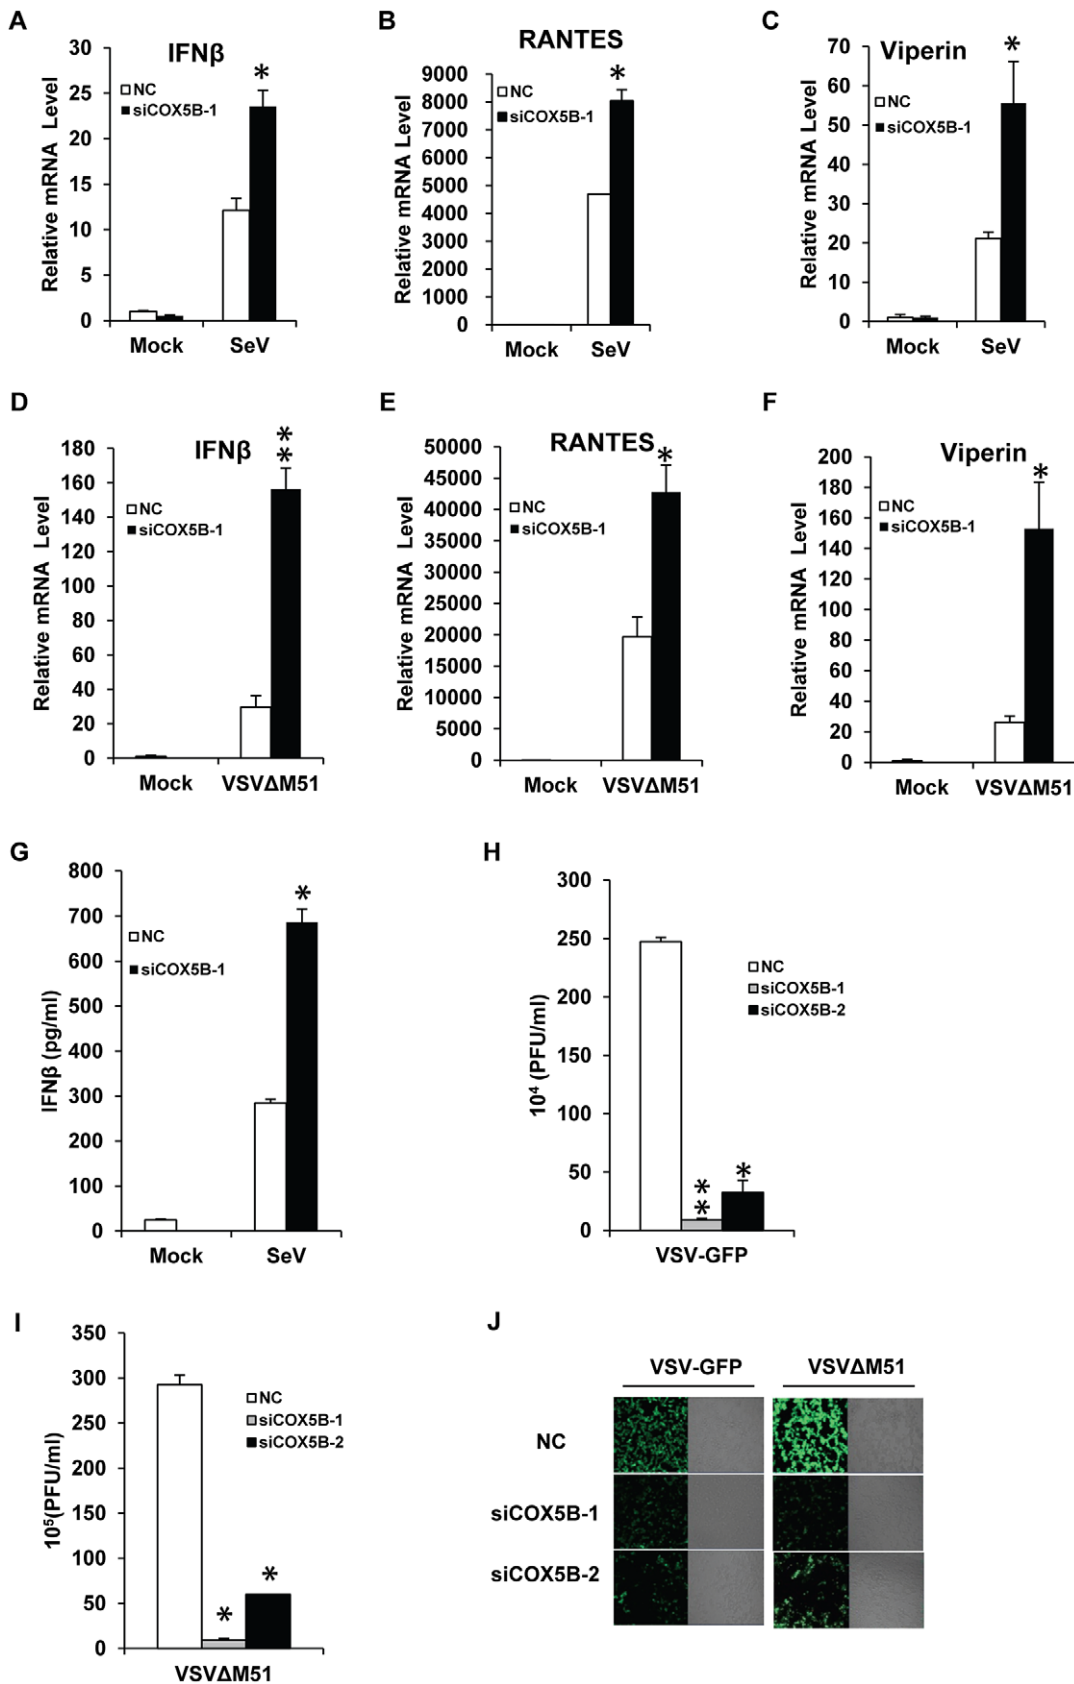 A
IFNβ
30
25
20
15
10
5
0
Relative mRNA Level
NC
siCOX5B-1
*
Mock
SeV
B
RANTES
9000
8000
7000
6000
5000
4000
3000
2000
1000
0
Relative mRNA Level
NC
siCOX5B-1
*
Mock
SeV
C
Viperin
70
60
50
40
30
20
10
0
Relative mRNA Level
NC
siCOX5B-1
*
Mock
SeV
D
IFNβ
180
160
140
120
100
80
60
40
20
0
Relative mRNA Level
NC
siCOX5B-1
*
*
Mock
VSVΔM51
E
RANTES
50000
45000
40000
35000
30000
25000
20000
15000
10000
5000
0
Relative mRNA Level
NC
siCOX5B-1
*
Mock
VSVΔM51
F
Viperin
200
180
160
140
120
100
80
60
40
20
0
Relative mRNA Level
NC
siCOX5B-1
*
Mock
VSVΔM51
G
800
700
600
500
400
300
200
100
0
IFNβ (pg/ml)
NC
siCOX5B-1
*
Mock
SeV
H
300
250
200
150
100
50
0
10⁴ (PFU/ml)
NC
siCOX5B-1
siCOX5B-2
*
*
*
VSV-GFP
I
350
300
250
200
150
100
50
0
10⁵(PFU/ml)
NC
siCOX5B-1
siCOX5B-2
*
*
VSVΔM51
J
VSV-GFP
VSVΔM51
NC
siCOX5B-1
siCOX5B-2